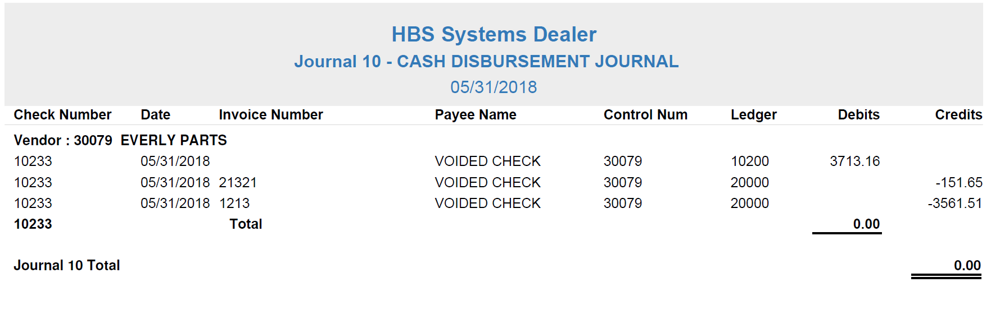 HBS Systems Dealer
Journal 10 - CASH DISBURSEMENT JOURNAL
05/31/2018
Check Number Date Invoice Number Payee Name Control Num Ledger Debits Credits
Vendor : 30079 EVERLY PARTS
10233 05/31/2018 VOIDED CHECK 30079 10200 3713.16
10233 05/31/2018 21321 VOIDED CHECK 30079 20000 -151.65
10233 05/31/2018 1213 VOIDED CHECK 30079 20000 -3561.51
10233 Total 0.00
Journal 10 Total 0.00